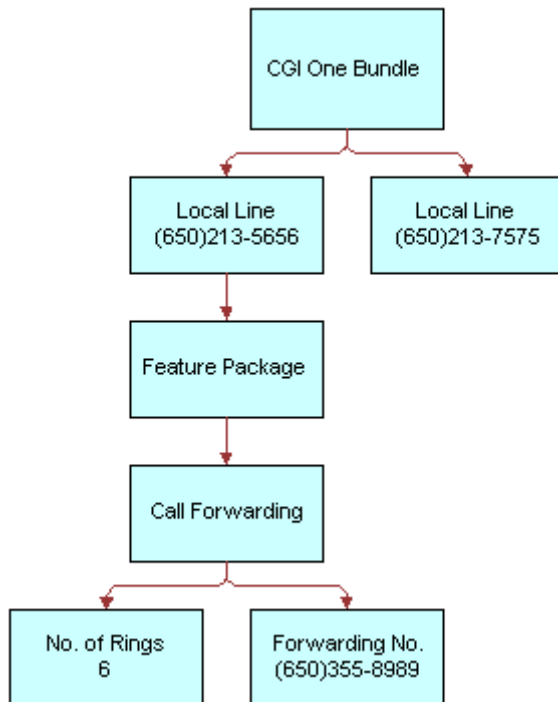 CGI One Bundle
Local Line
(650)213-5656
Local Line
(650)213-7575
Feature Package
Call Forwarding
No. of Rings
6
Forwarding No.
(650)355-8989